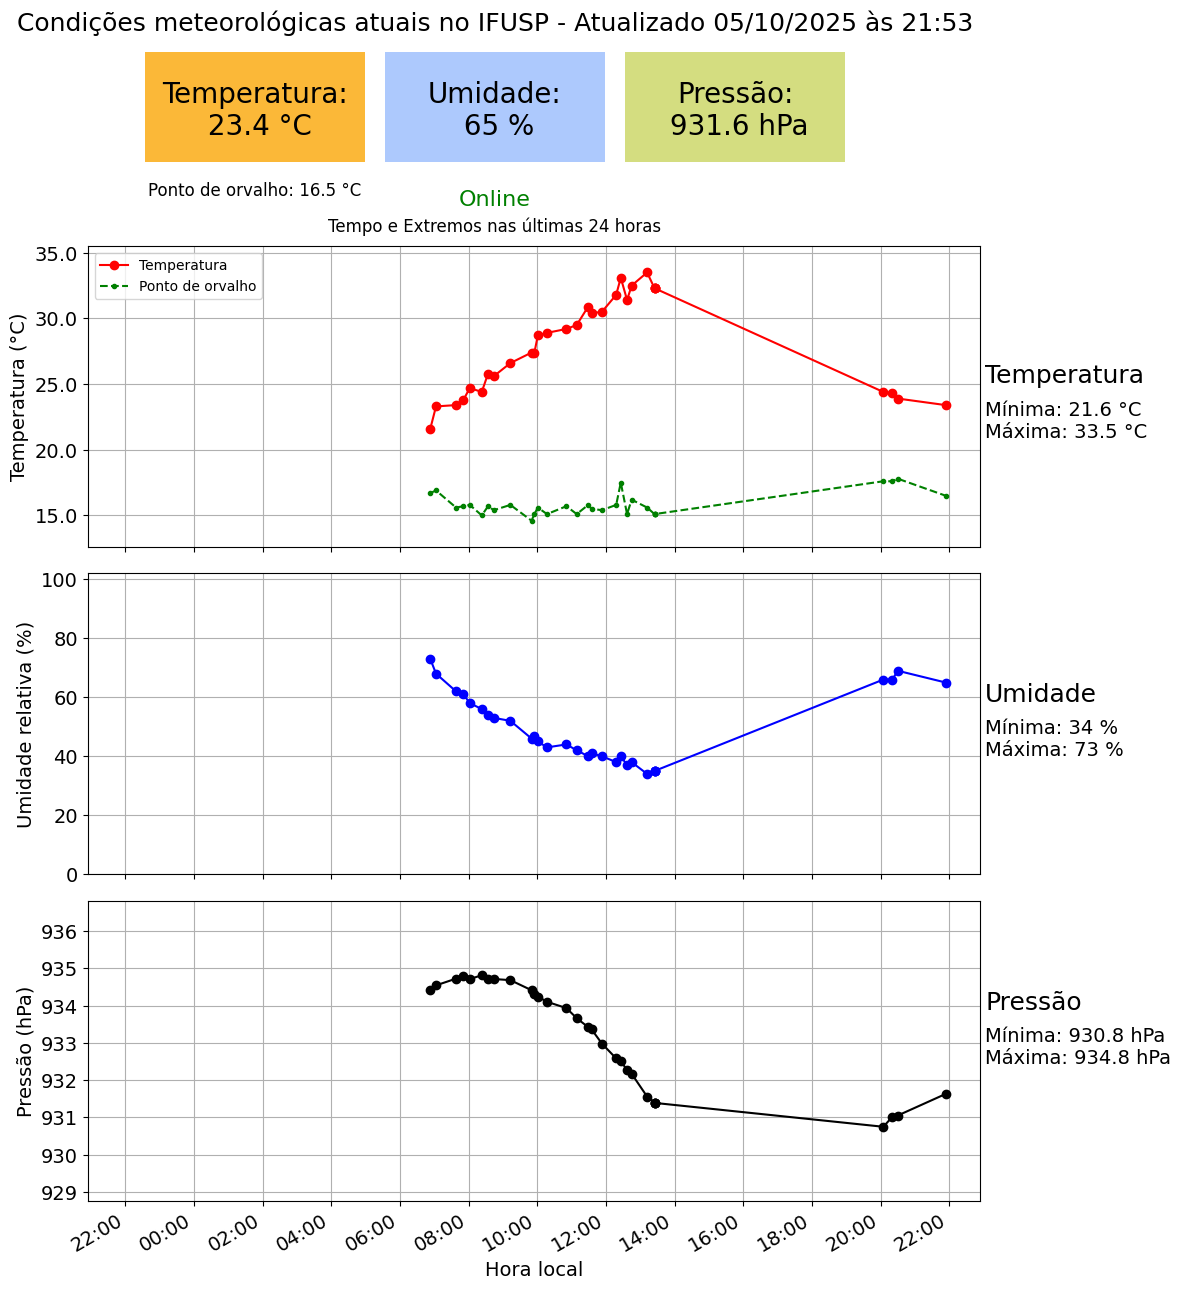 Condições meteorológicas atuais no IFUSP - Atualizado 05/10/2025 às 21:53
Temperatura:
23.4 °C
Umidade:
65 %
Pressão:
931.6 hPa
Ponto de orvalho: 16.5 °C
Online
Tempo e Extremos nas últimas 24 horas
Temperatura (°C)
35.0
30.0
25.0
20.0
15.0
Temperatura
Ponto de orvalho
Temperatura
Mínima: 21.6 °C
Máxima: 33.5 °C
Umidade relativa (%)
100
80
60
40
20
0
Umidade
Mínima: 34 %
Máxima: 73 %
Pressão (hPa)
936
935
934
933
932
931
930
929
Pressão
Mínima: 930.8 hPa
Máxima: 934.8 hPa
22:00 00:00 02:00 04:00 06:00 08:00 10:00 12:00 14:00 16:00 18:00 20:00 22:00
Hora local